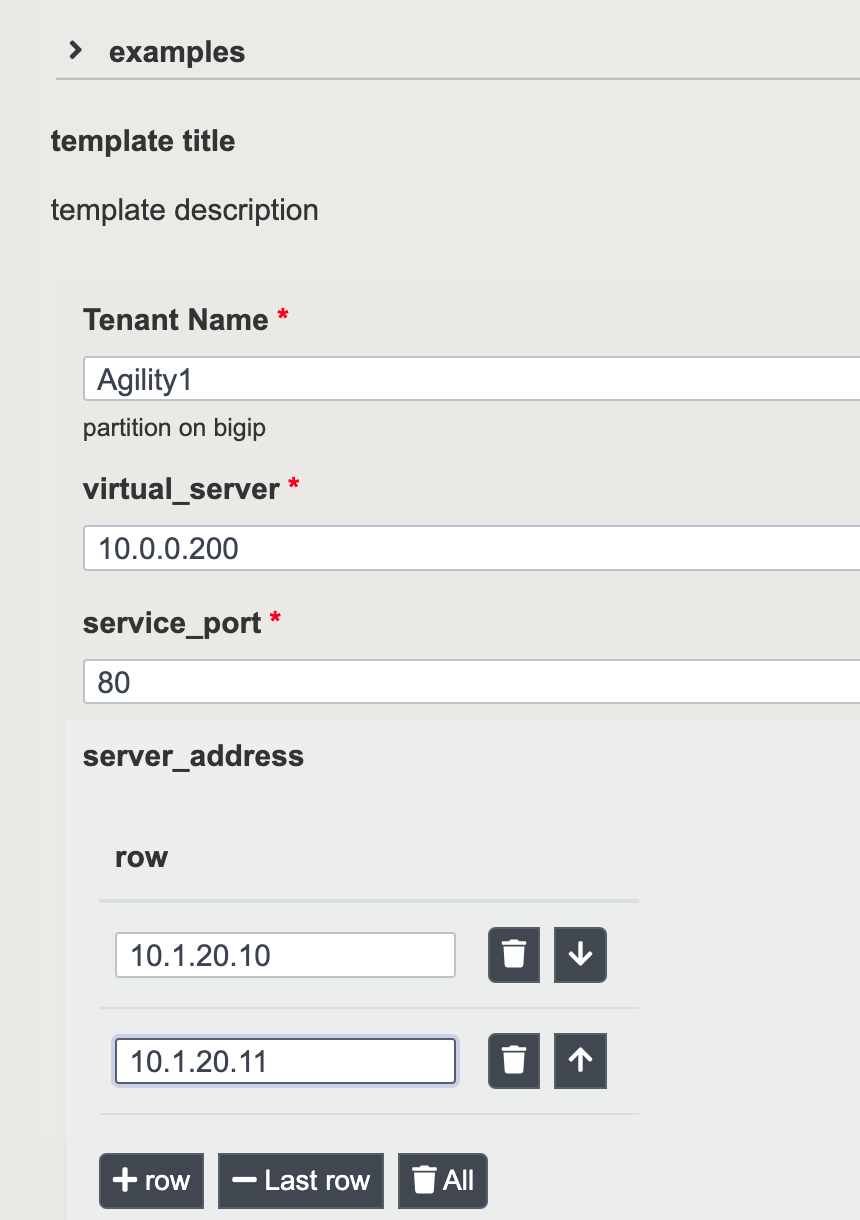 examples
template title
template description
Tenant Name *
Agility1
partition on bigip
virtual_server *
10.0.0.200
service_port *
80
server_address
row
10.1.20.10
10.1.20.11
row Last row All